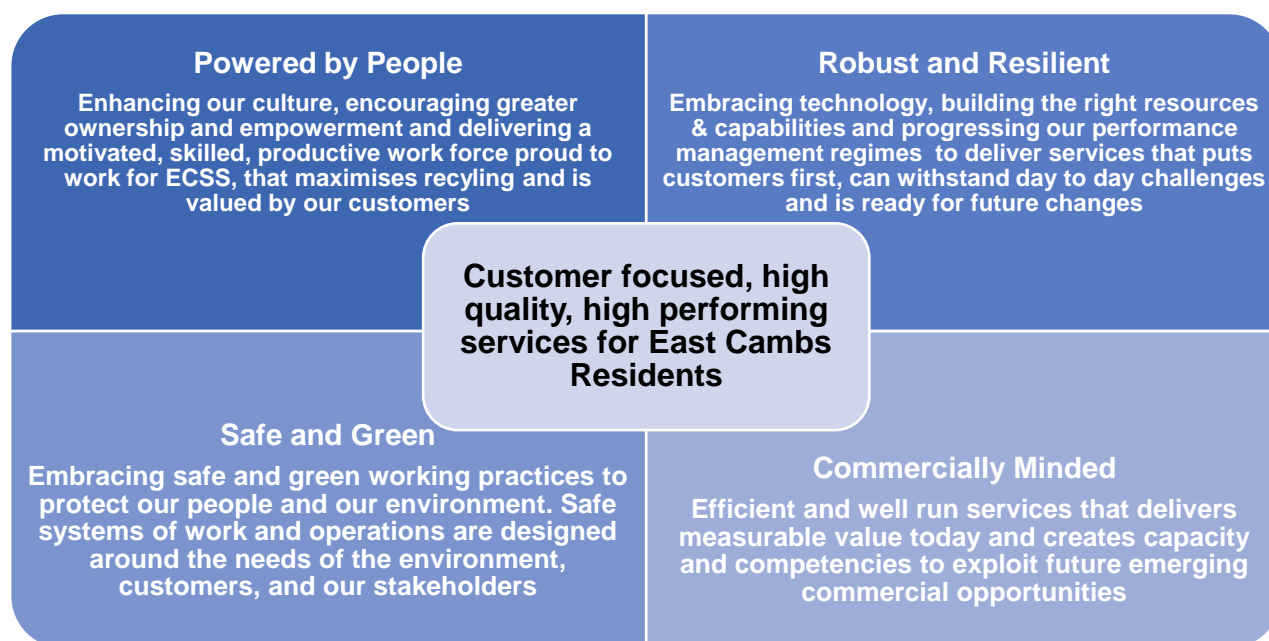 Powered by People
Enhancing our culture, encouraging greater
ownership and empowerment and delivering a
motivated, skilled, productive work force proud to
work for ECSS, that maximises recyling and is
valued by our customers
Robust and Resilient
Embracing technology, building the right resources
& capabilities and progressing our performance
management regimes to deliver services that puts
customers first, can withstand day to day challenges
and is ready for future changes
Customer focused, high
quality, high performing
services for East Cambs
Residents
Safe and Green
Embracing safe and green working practices to
protect our people and our environment. Safe
systems of work and operations are designed
around the needs of the environment,
customers, and our stakeholders
Commercially Minded
Efficient and well run services that delivers
measurable value today and creates capacity
and competencies to exploit future emerging
commercial opportunities